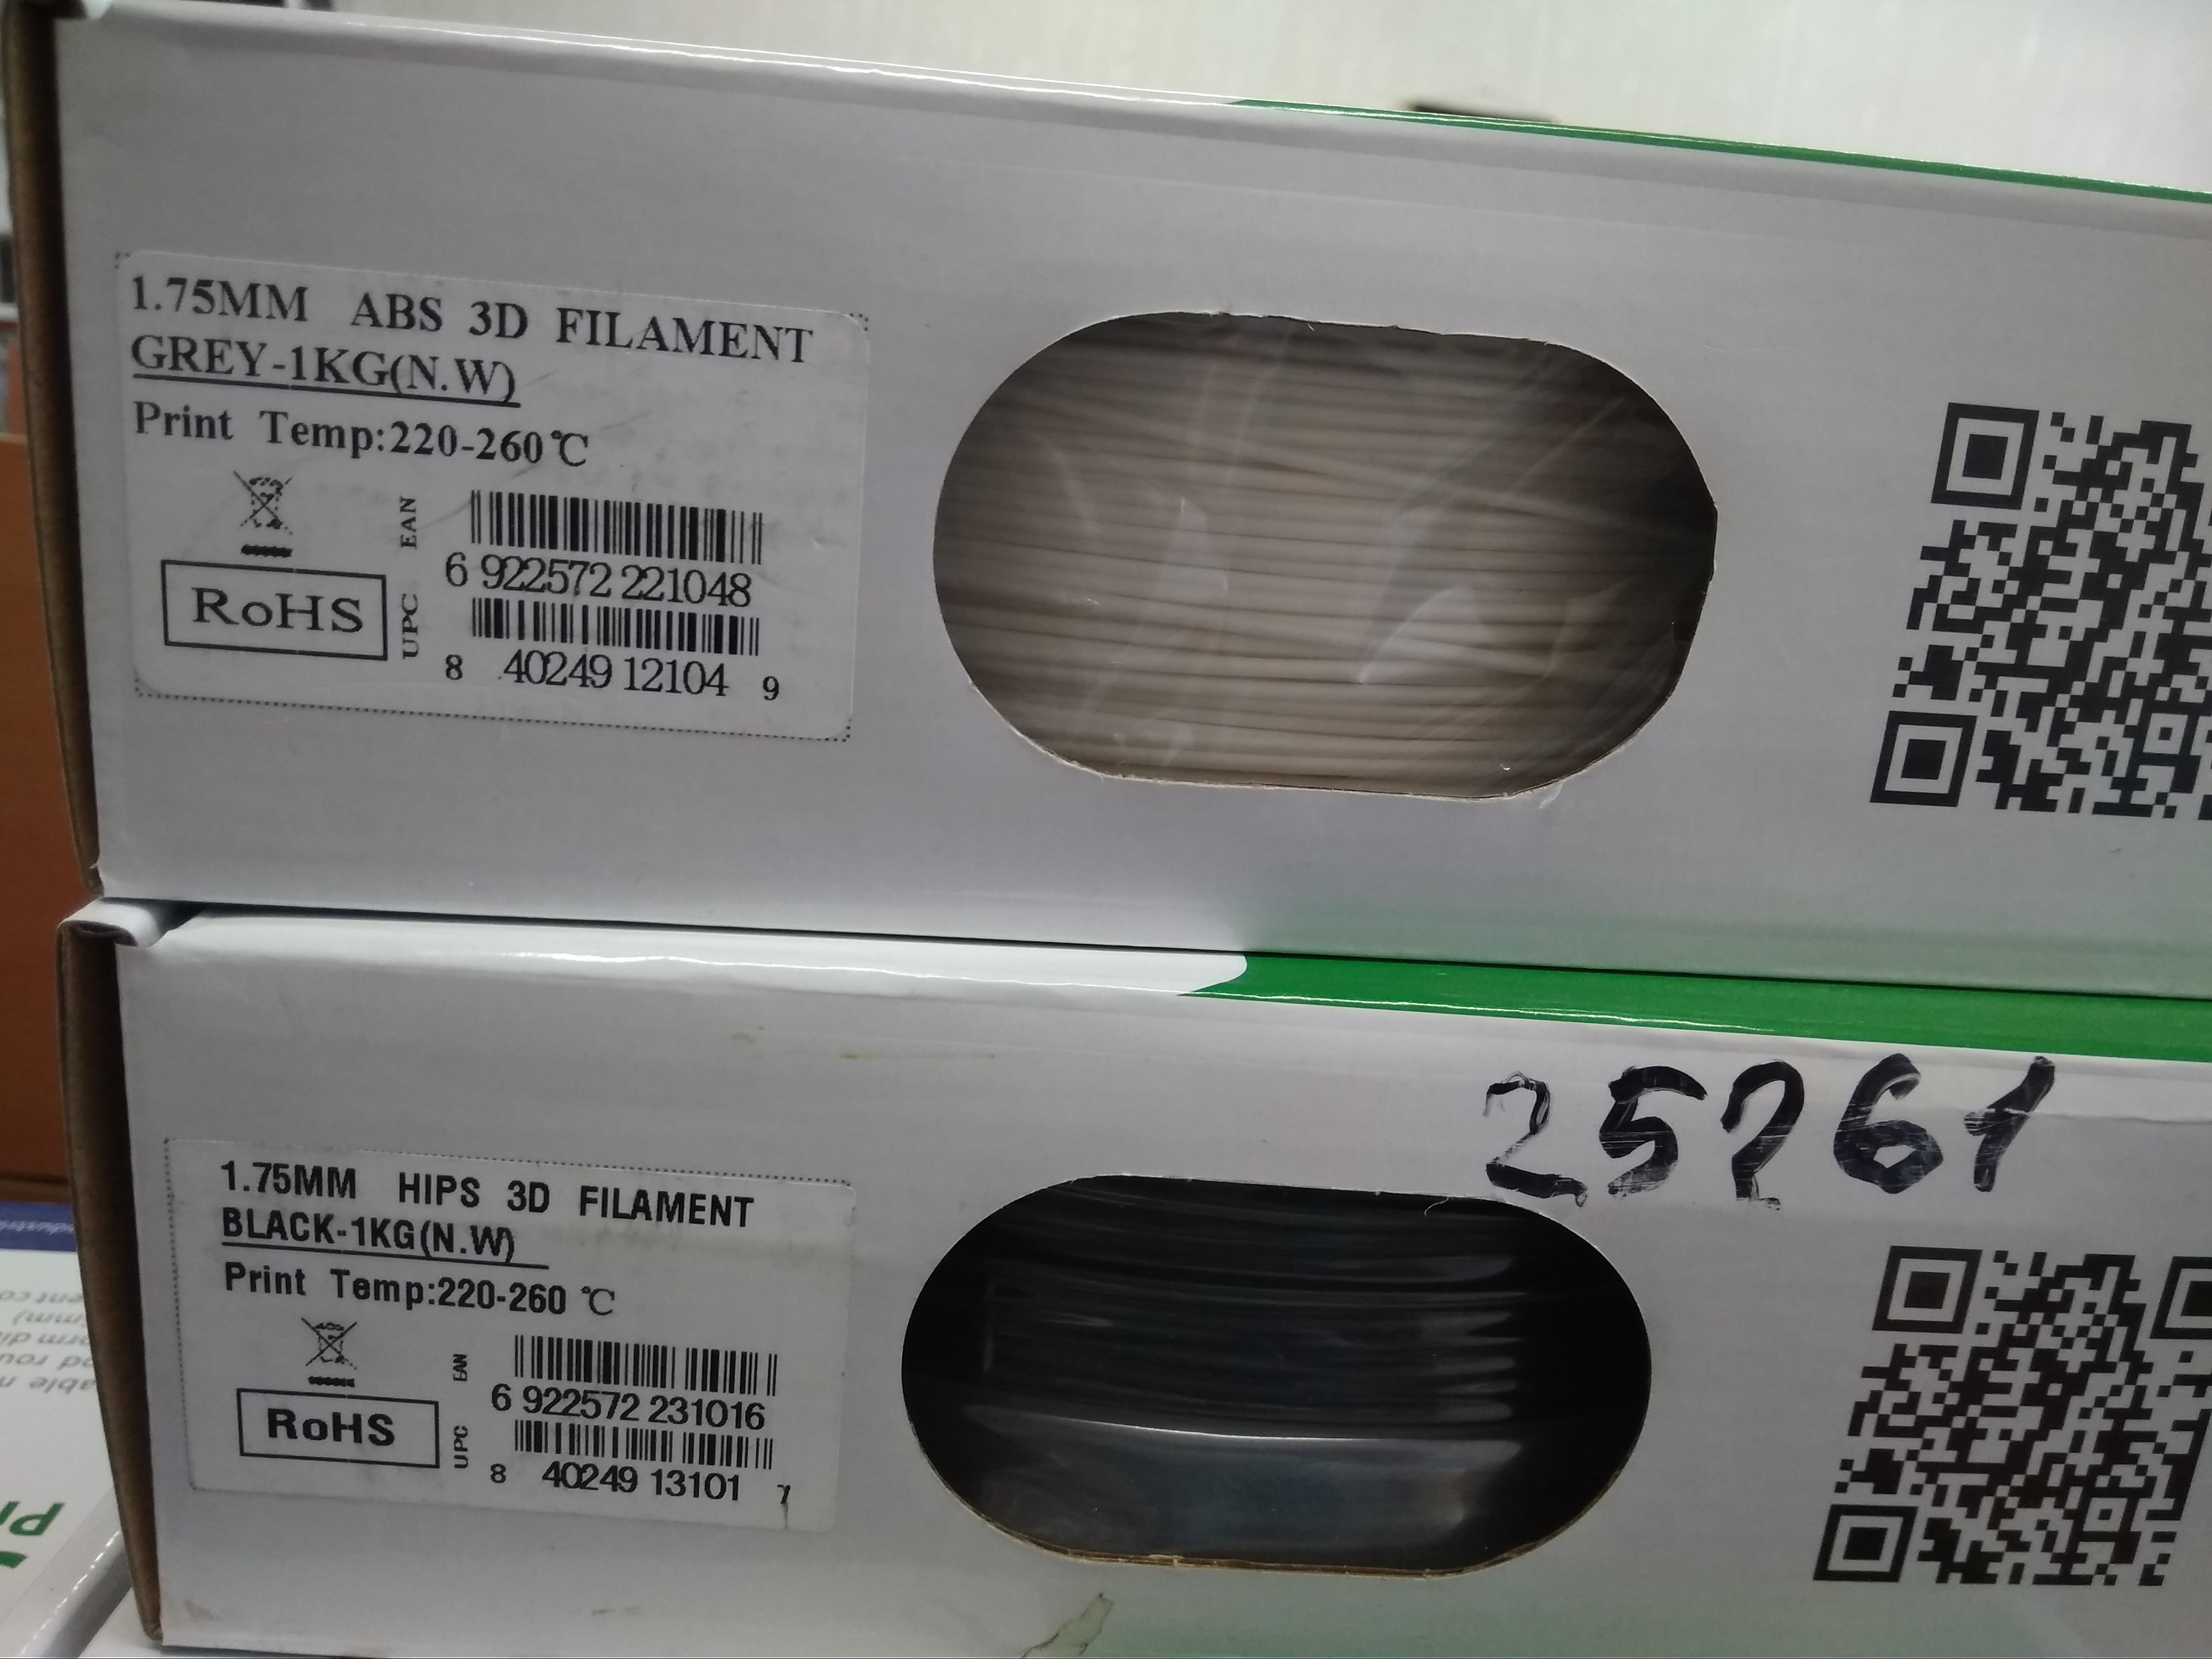 1.75MM ABS 3D FILAMENT
GREY-1KG(N.W)
Print Temp:220-260℃
EAN
6 922572 221048
RoHS
UPC
8 40249 12104 9
25261
1.75MM HIPS 3D FILAMENT
BLACK-1KG(N.W)
Print Temp:220-260 ℃
EAN
6 922572 231016
RoHS
UPC
8 40249 13101 7